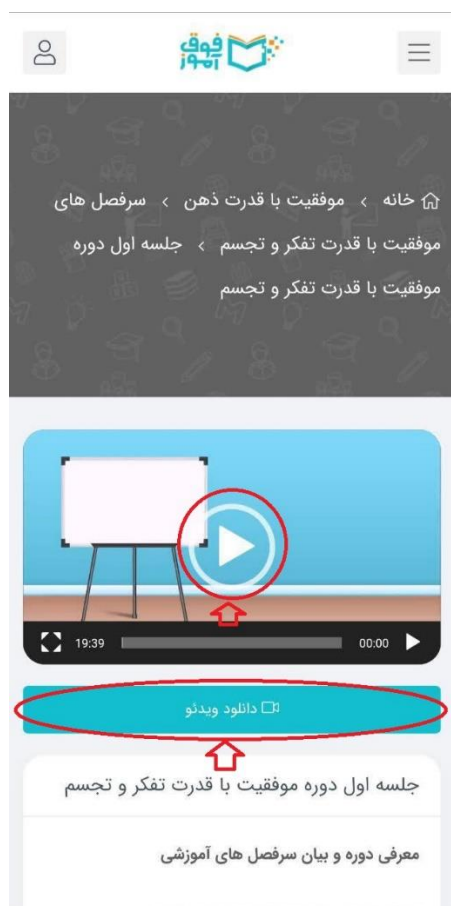 فوق
آموز
خانه › موفقیت با قدرت ذهن › سرفصل های
موفقیت با قدرت تفکر و تجسم › جلسه اول دوره
موفقیت با قدرت تفکر و تجسم
19:39
00:00
دانلود ویدئو
جلسه اول دوره موفقیت با قدرت تفکر و تجسم
معرفی دوره و بیان سرفصل های آموزشی